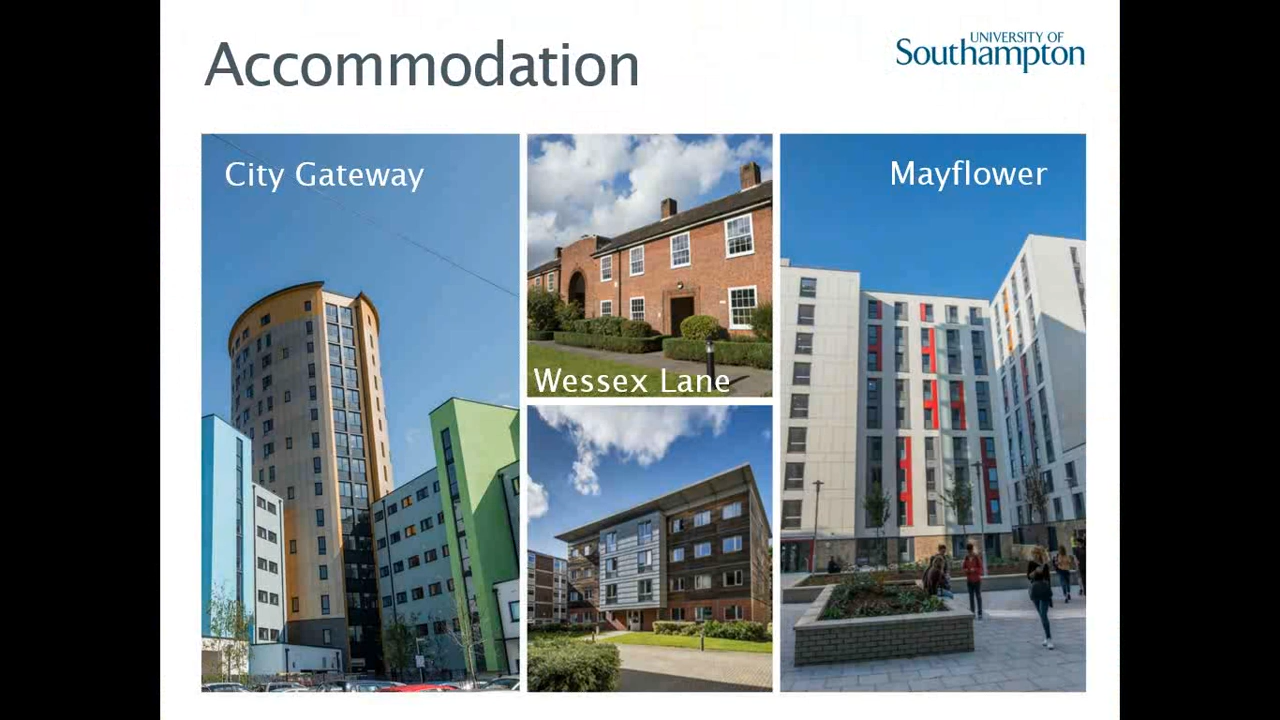 Accommodation
UNIVERSITY OF
Southampton
City Gateway
Mayflower
Wessex Lane